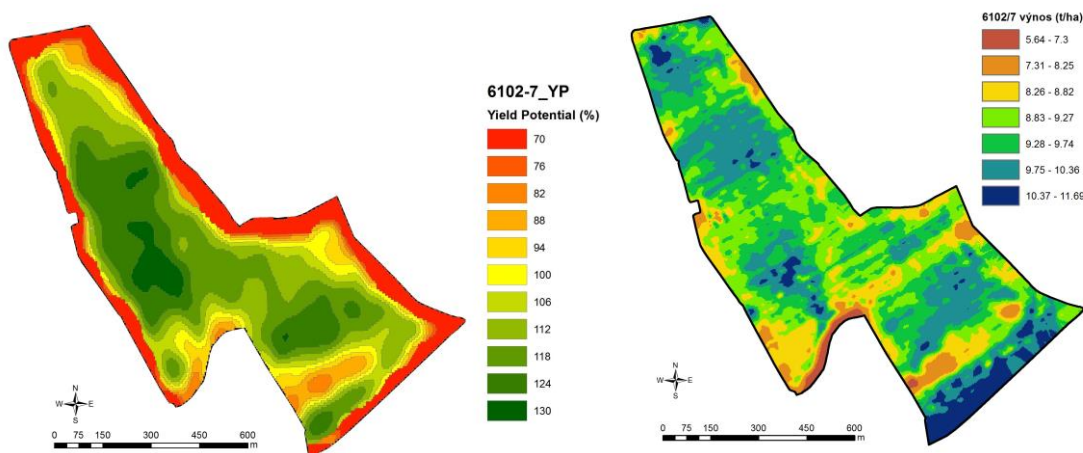 6102-7_YP
Yield Potential (%)
70
76
82
88
94
100
106
112
118
124
130
N
W E
S
0 75 150 300 450 600
m
6102/7 výnos (t/ha)
5.64 - 7.3
7.31 - 8.25
8.26 - 8.82
8.83 - 9.27
9.28 - 9.74
9.75 - 10.36
10.37 - 11.69
N
W E
S
0 75 150 300 450 600
m